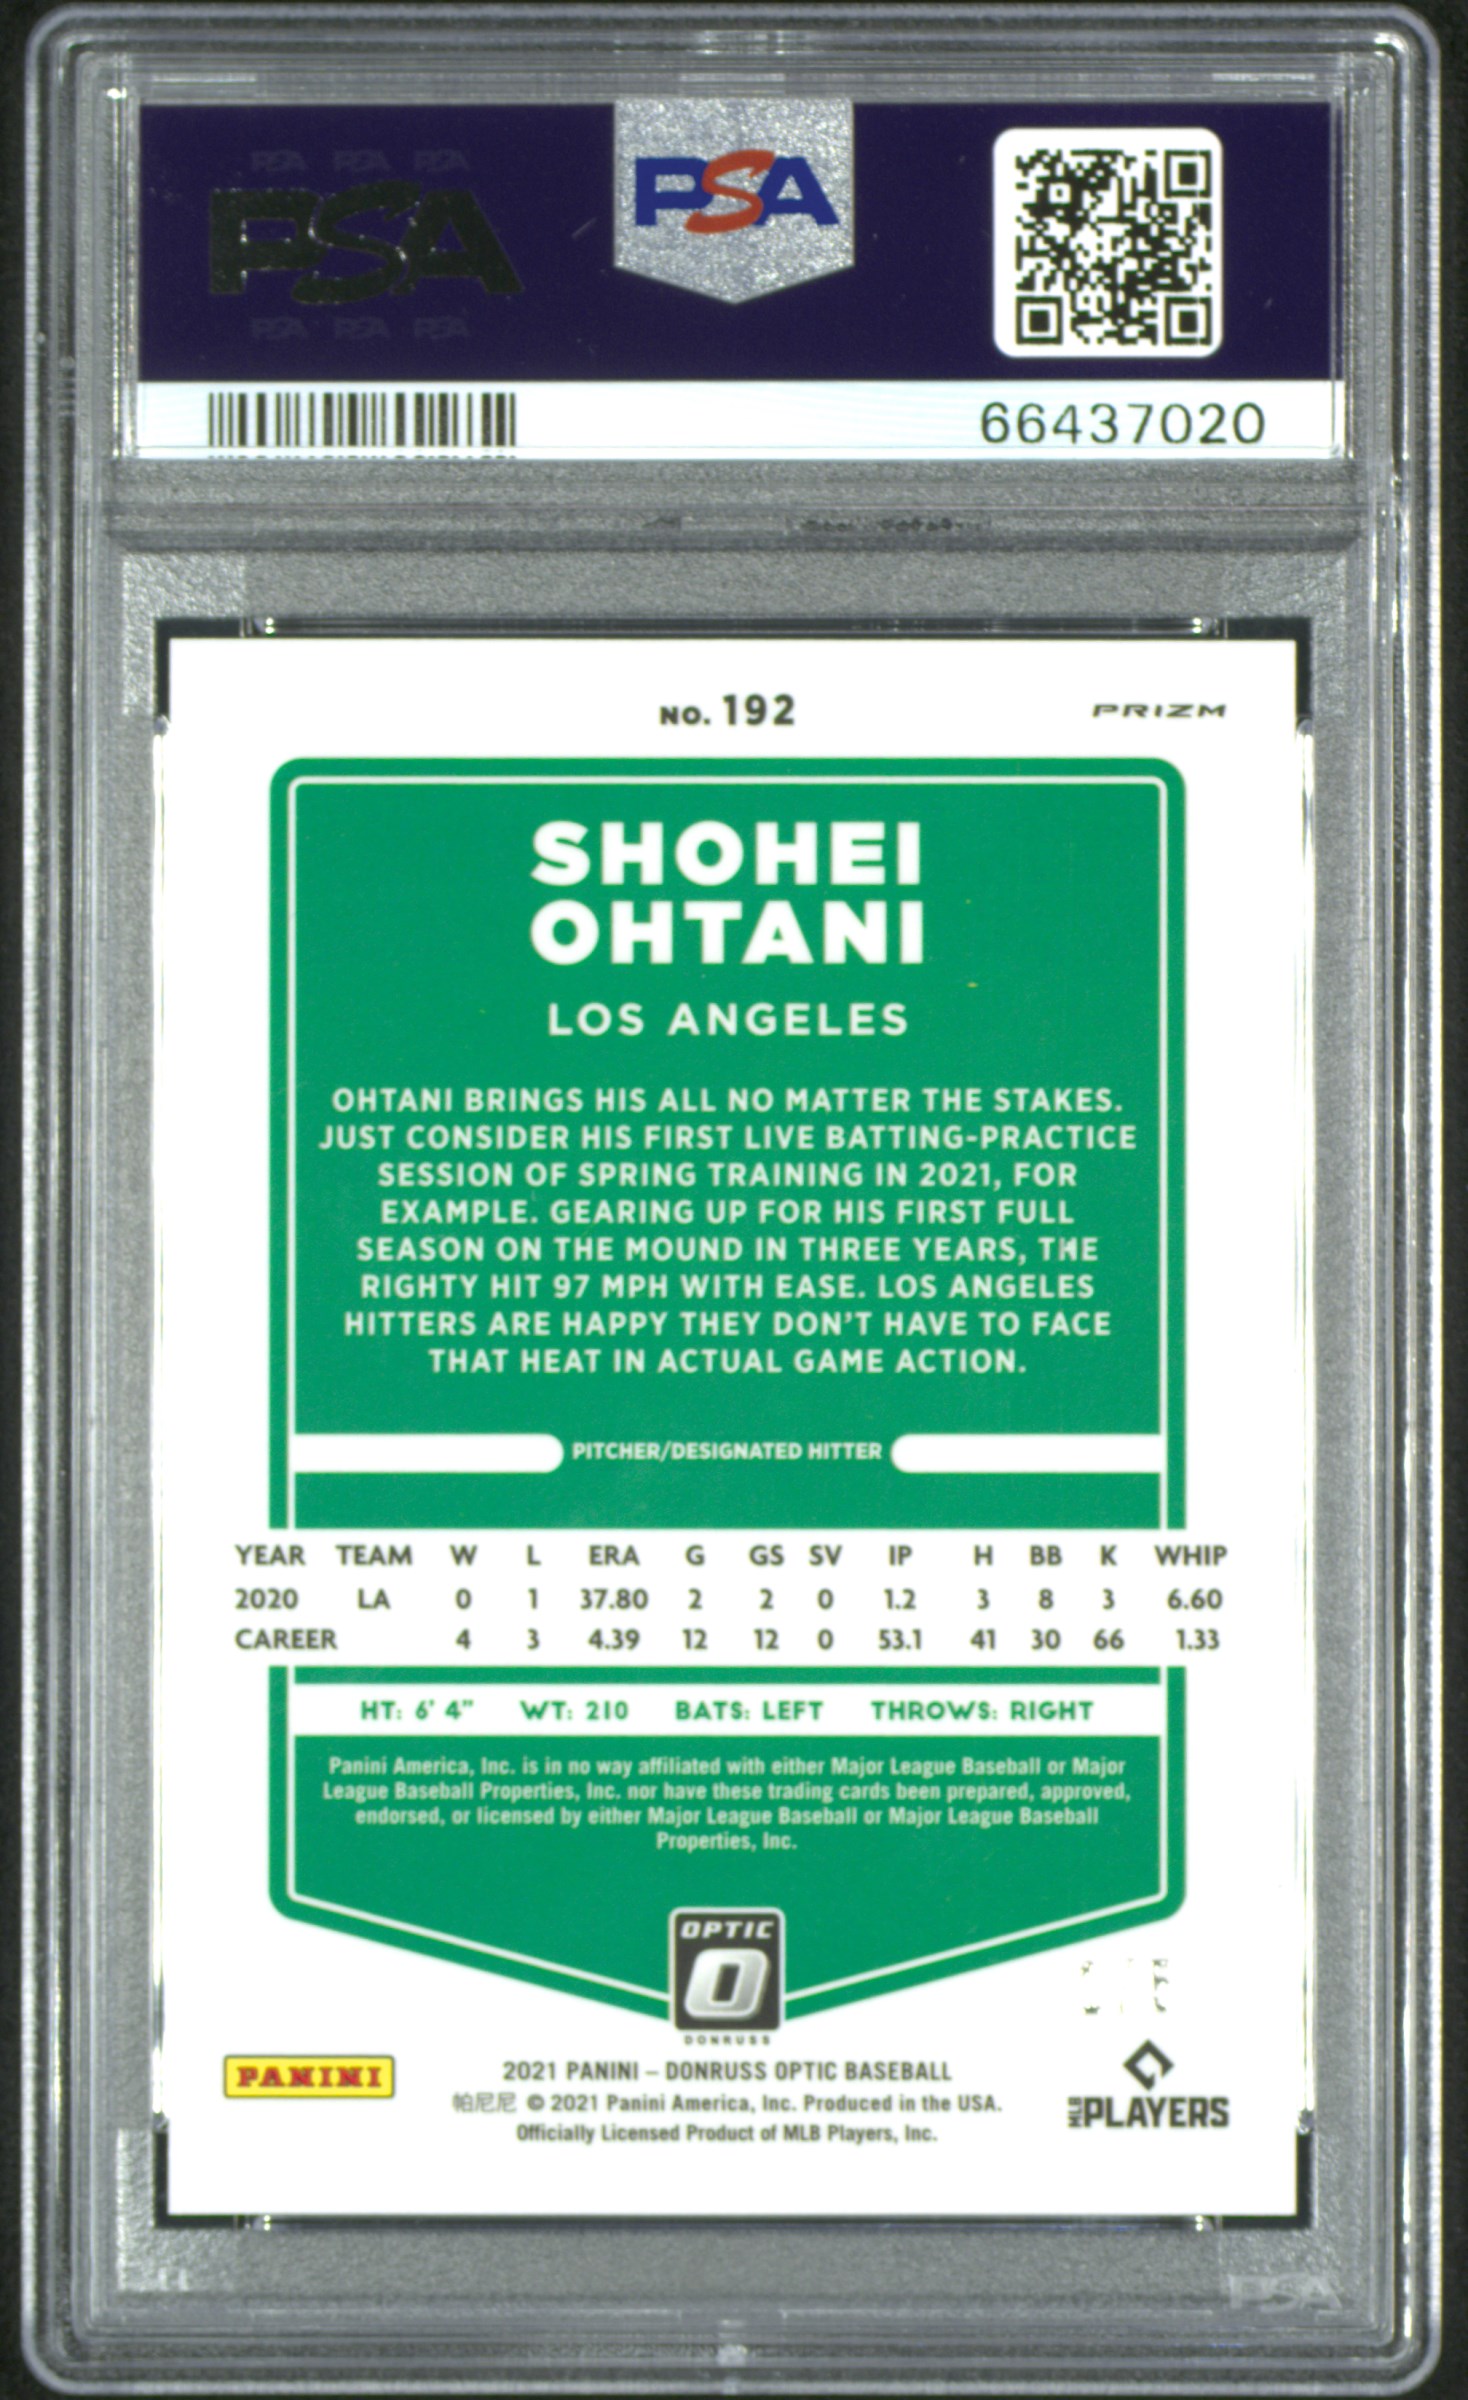 PSA PSA PSA
PSA
PSA PSA PSA
PSA
66437020
NO. 192
PRIZM
SHOHEI
OHTANI
LOS ANGELES
OHTANI BRINGS HIS ALL NO MATTER THE STAKES.
JUST CONSIDER HIS FIRST LIVE BATTING-PRACTICE
SESSION OF SPRING TRAINING IN 2021, FOR
EXAMPLE. GEARING UP FOR HIS FIRST FULL
SEASON ON THE MOUND IN THREE YEARS, THE
RIGHTY HIT 97 MPH WITH EASE. LOS ANGELES
HITTERS ARE HAPPY THEY DON'T HAVE TO FACE
THAT HEAT IN ACTUAL GAME ACTION.
PITCHER/DESIGNATED HITTER
YEAR TEAM W L ERA G GS SV IP H BB K WHIP
2020 LA 0 1 37.80 2 2 0 1.2 3 8 3 6.60
CAREER 4 3 4.39 12 12 0 53.1 41 30 66 1.33
HT: 6' 4" WT: 210 BATS: LEFT THROWS: RIGHT
Panini America, Inc. is in no way affiliated with either Major League Baseball or Major
League Baseball Properties, Inc. nor have these trading cards been prepared, approved,
endorsed, or licensed by either Major League Baseball or Major League Baseball
Properties, Inc.
OPTIC
O
DONRUSS
PANINI
2021 PANINI – DONRUSS OPTIC BASEBALL
帕尼尼 © 2021 Panini America, Inc. Produced in the USA.
Officially Licensed Product of MLB Players, Inc.
MLB PLAYERS
PSA